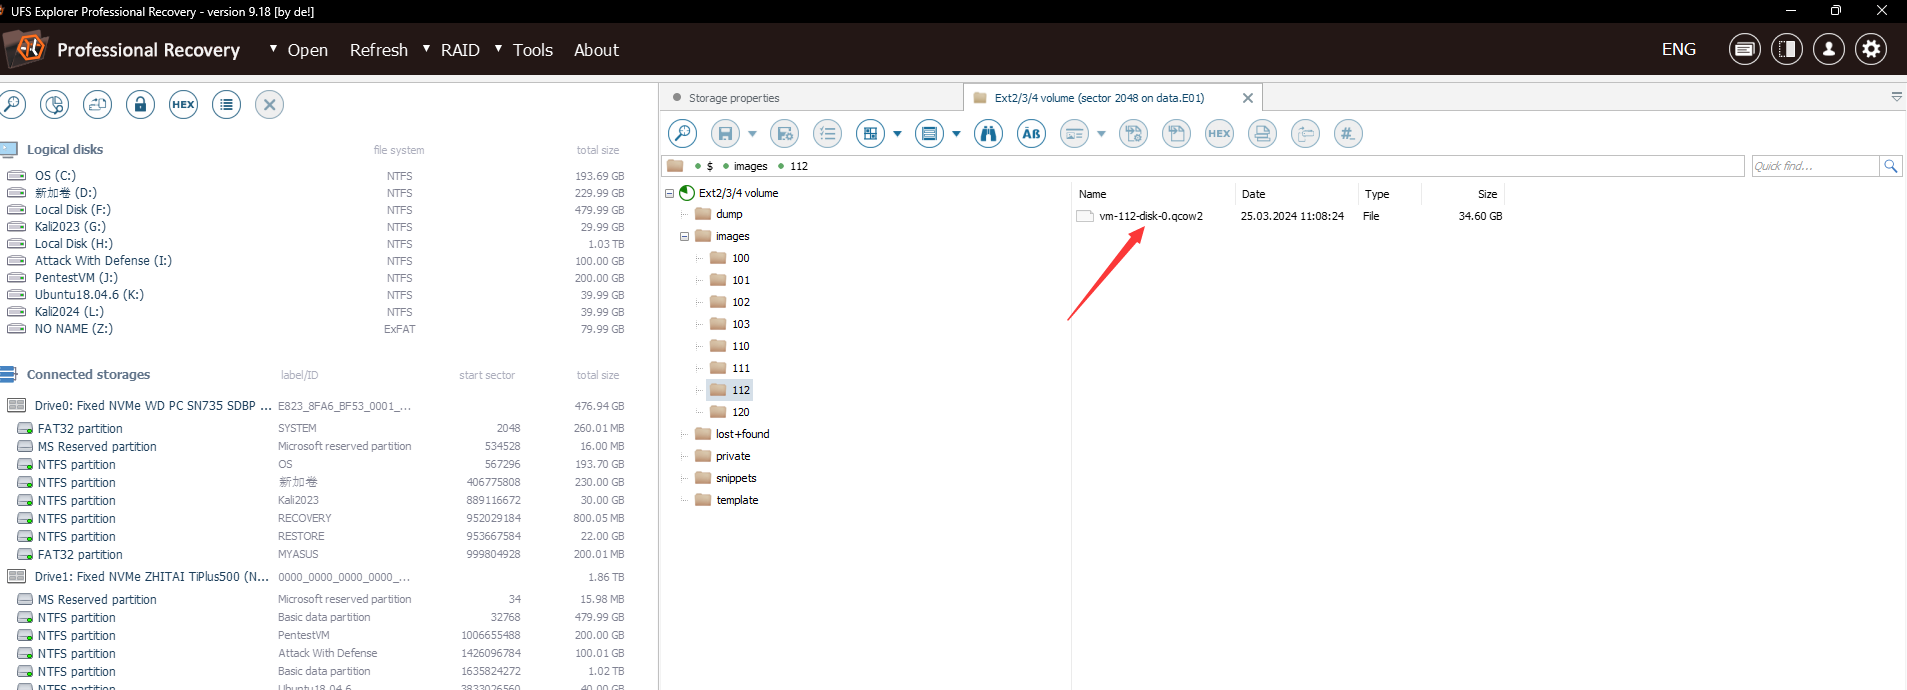 UFS Explorer Professional Recovery - version 9.18 [by de!]
Professional Recovery Open Refresh RAID Tools About ENG
HEX
Logical disks file system total size
OS (C:) NTFS 193.69 GB
新加卷 (D:) NTFS 229.99 GB
Local Disk (F:) NTFS 479.99 GB
Kali2023 (G:) NTFS 29.99 GB
Local Disk (H:) NTFS 1.03 TB
Attack With Defense (I:) NTFS 100.00 GB
PentestVM (J:) NTFS 200.00 GB
Ubuntu18.04.6 (K:) NTFS 39.99 GB
Kali2024 (L:) NTFS 39.99 GB
NO NAME (Z:) ExFAT 79.99 GB
Connected storages label/ID start sector total size
Drive0: Fixed NVMe WD PC SN735 SDBP ... E823_8FA6_BF53_0001_... 476.94 GB
FAT32 partition SYSTEM 2048 260.01 MB
MS Reserved partition Microsoft reserved partition 534528 16.00 MB
NTFS partition OS 567296 193.70 GB
NTFS partition 新加卷 406775808 230.00 GB
NTFS partition Kali2023 889116672 30.00 GB
NTFS partition RECOVERY 952029184 800.05 MB
NTFS partition RESTORE 953667584 22.00 GB
FAT32 partition MYASUS 999804928 200.01 MB
Drive1: Fixed NVMe ZHITAI TiPlus500 (N... 0000_0000_0000_0000_... 1.86 TB
MS Reserved partition Microsoft reserved partition 34 15.98 MB
NTFS partition Basic data partition 32768 479.99 GB
NTFS partition PentestVM 1006655488 200.00 GB
NTFS partition Attack With Defense 1426096784 100.01 GB
NTFS partition Basic data partition 1635824272 1.02 TB
NTFS partition Ubuntu18.04.6 3833026560 40.00 GB
Storage properties Ext2/3/4 volume (sector 2048 on data.E01)
Aß HEX #_
$ images 112 Quick find...
Ext2/3/4 volume
dump
images
100
101
102
103
110
111
112
120
lost+found
private
snippets
template
Name Date Type Size
vm-112-disk-0.qcow2 25.03.2024 11:08:24 File 34.60 GB